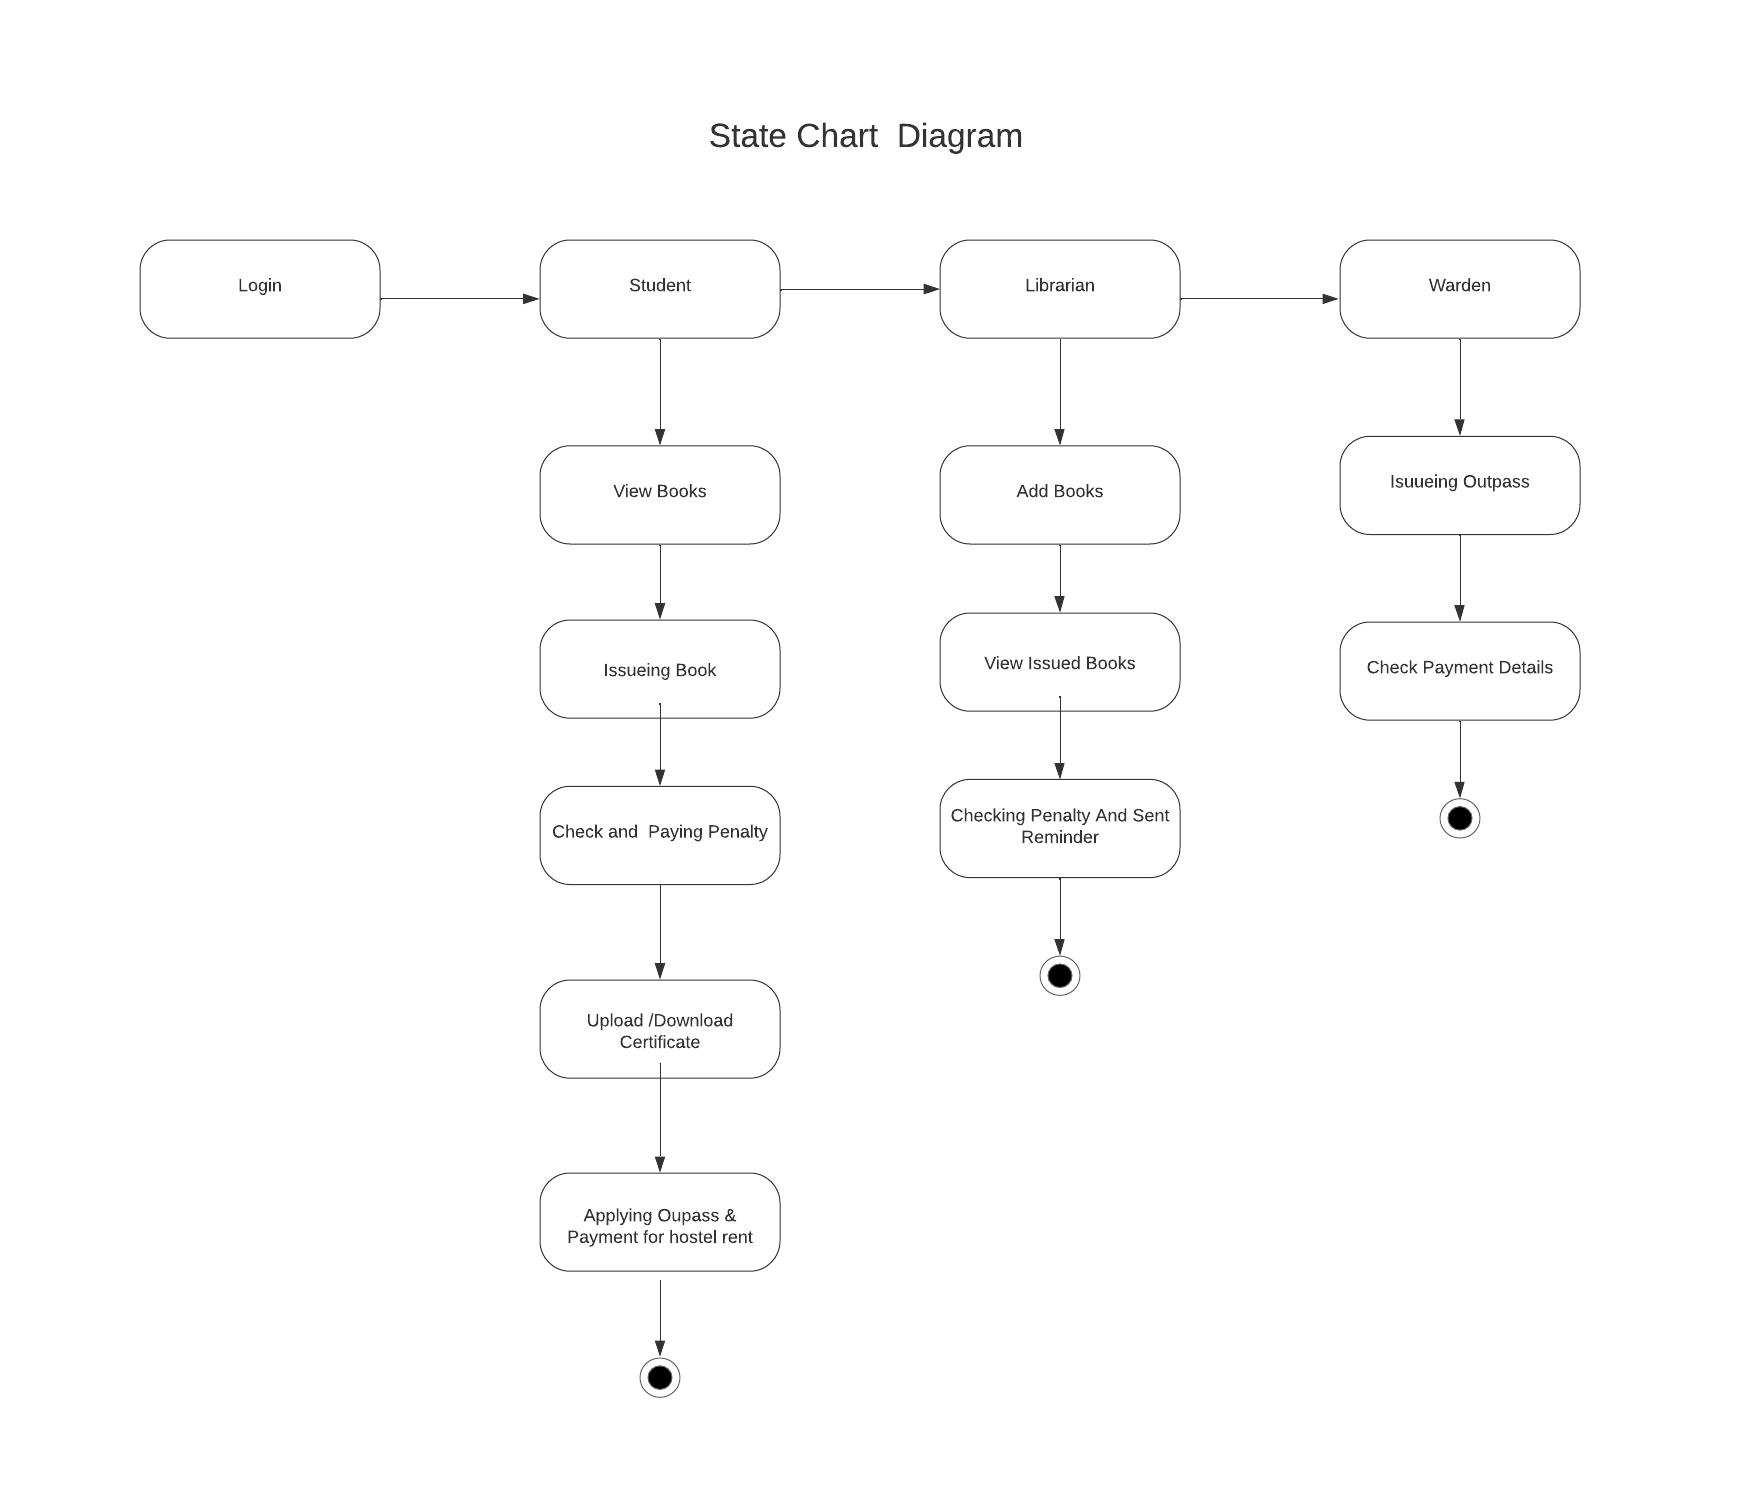 State Chart  Diagram
Login
Student
Librarian
Warden
View Books
Add Books
Isuueing Outpass
Issueing Book
View Issued Books
Check Payment Details
Check and  Paying Penalty
Checking Penalty And Sent
Reminder
Upload /Download
Certificate
Applying Oupass &
Payment for hostel rent